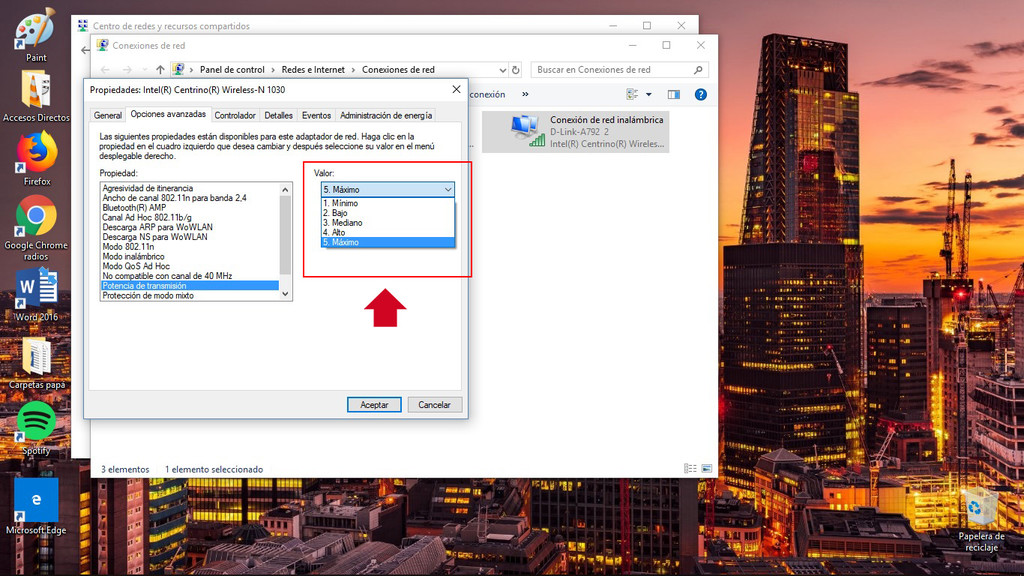 Paint
Accesos Directos
Firefox
Google Chrome
radios
Word 2016
Carpetas papá
Spotify
Microsoft Edge
Centro de redes y recursos compartidos
Conexiones de red
Panel de control
Redes e Internet
Conexiones de red
Buscar en Conexiones de red
conexión
»
Conexión de red inalámbrica
D-Link-A792 2
Intel(R) Centrino(R) Wireles...
Propiedades: Intel(R) Centrino(R) Wireless-N 1030
General
Opciones avanzadas
Controlador
Detalles
Eventos
Administración de energía
Las siguientes propiedades están disponibles para este adaptador de red. Haga clic en la
propiedad en el cuadro izquierdo que desea cambiar y después seleccione su valor en el menú
desplegable derecho.
Propiedad:
Agresividad de itinerancia
Ancho de canal 802.11n para banda 2,4
Bluetooth(R) AMP
Canal Ad Hoc 802.11b/g
Descarga ARP para WoWLAN
Descarga NS para WoWLAN
Modo 802.11n
Modo inalámbrico
Modo QoS Ad Hoc
No compatible con canal de 40 MHz
Potencia de transmisión
Protección de modo mixto
Valor:
5. Máximo
1. Mínimo
2. Bajo
3. Mediano
4. Alto
5. Máximo
Aceptar
Cancelar
3 elementos
1 elemento seleccionado
Papelera de
reciclaje